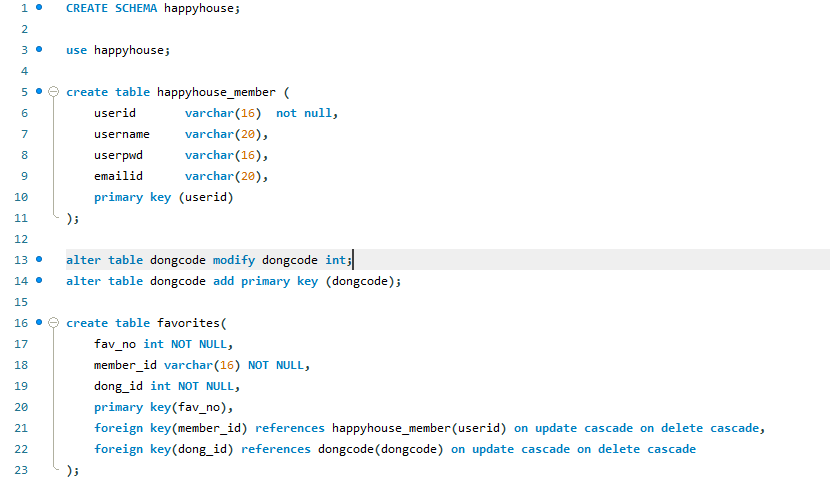 1 CREATE SCHEMA happyhouse;
2
3 use happyhouse;
4
5 create table happyhouse_member (
6 userid varchar(16) not null,
7 username varchar(20),
8 userpwd varchar(16),
9 emailid varchar(20),
10 primary key (userid)
11 );
12
13 alter table dongcode modify dongcode int;
14 alter table dongcode add primary key (dongcode);
15
16 create table favorites(
17 fav_no int NOT NULL,
18 member_id varchar(16) NOT NULL,
19 dong_id int NOT NULL,
20 primary key(fav_no),
21 foreign key(member_id) references happyhouse_member(userid) on update cascade on delete cascade,
22 foreign key(dong_id) references dongcode(dongcode) on update cascade on delete cascade
23 );